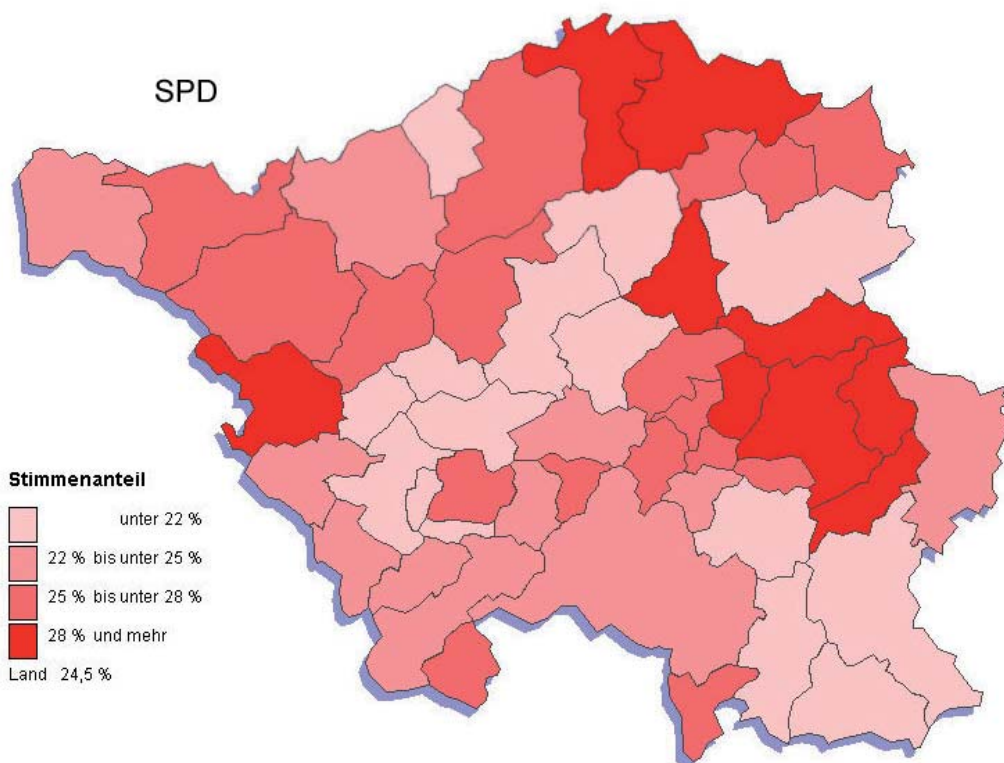 SPD
Stimmenanteil
unter 22 %
22 % bis unter 25 %
25 % bis unter 28 %
28 % und mehr
Land 24,5 %